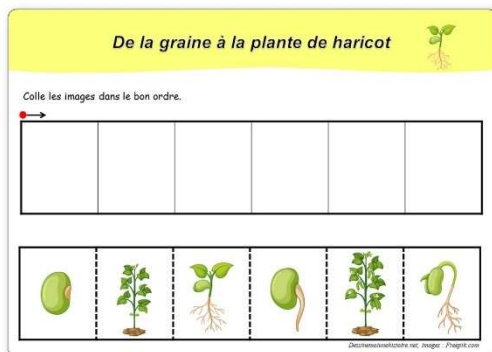 De la graine à la plante de haricot
Colle les images dans le bon ordre.
Dessinemoiunehistoire.net, images : Freepik.com